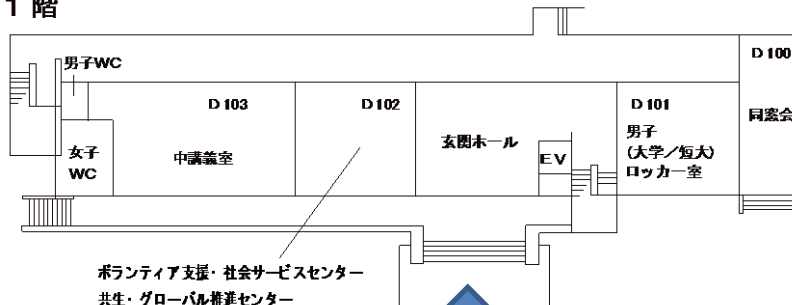 1 階
男子WC
D 103
D 102
D 101
D 100
中講義室
玄関ホール
EV
男子
(大学／短大)
ロッカー室
同窓会
女子
WC
ボランティア支援・社会サービスセンター
共生・グローバル推進センター